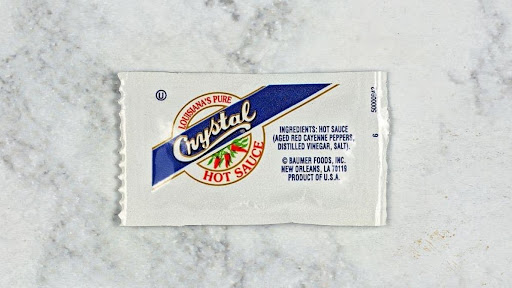 U
LOUISIANA'S PURE
Crystal
HOT SAUCE
INGREDIENTS: HOT SAUCE
(AGED RED CAYENNE PEPPERS,
DISTILLED VINEGAR, SALT).
© BAUMER FOODS, INC.
NEW ORLEANS, LA 70119
PRODUCT OF U.S.A.
6